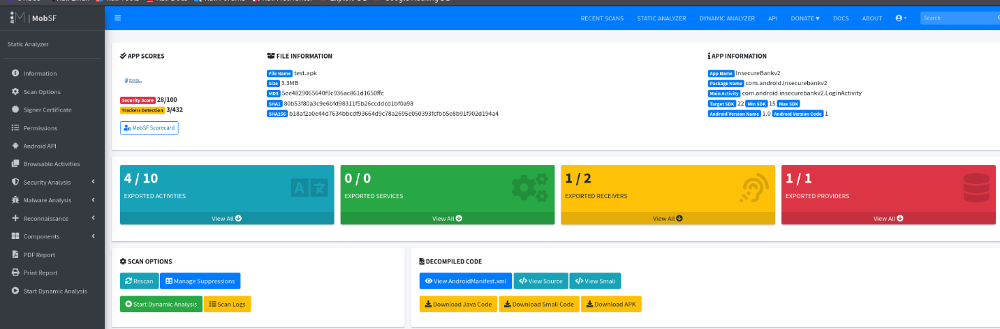 MobSF
RECENT SCANS STATIC ANALYZER DYNAMIC ANALYZER API DONATE ♥ DOCS ABOUT Search
Static Analyzer
Information
Scan Options
Signer Certificate
Permissions
Android API
Browsable Activities
Security Analysis
Malware Analysis
Reconnaissance
Components
PDF Report
Print Report
Start Dynamic Analysis
APP SCORES
Security Score 28/100
Trackers Detection 3/432
MobSF Scorecard
FILE INFORMATION
File Name test.apk
Size 3.3MB
MD5 5ee4829065640f9c936ac861d1650ffc
SHA1 80b53f80a3c9e6bfd98311f5b26ccddcd1bf0a98
SHA256 b18af2a0e44d7634bbcdf93664d9c78a2695e050393fcfbb5e8b91f902d194a4
APP INFORMATION
App Name InsecureBankv2
Package Name com.android.insecurebankv2
Main Activity com.android.insecurebankv2.LoginActivity
Target SDK 22 Min SDK 15 Max SDK
Android Version Name 1.0 Android Version Code 1
4 / 10
EXPORTED ACTIVITIES
View All
0 / 0
EXPORTED SERVICES
View All
1 / 2
EXPORTED RECEIVERS
View All
1 / 1
EXPORTED PROVIDERS
View All
SCAN OPTIONS
Rescan Manage Suppressions
Start Dynamic Analysis Scan Logs
DECOMPILED CODE
View AndroidManifest.xml View Source View Smali
Download Java Code Download Smali Code Download APK